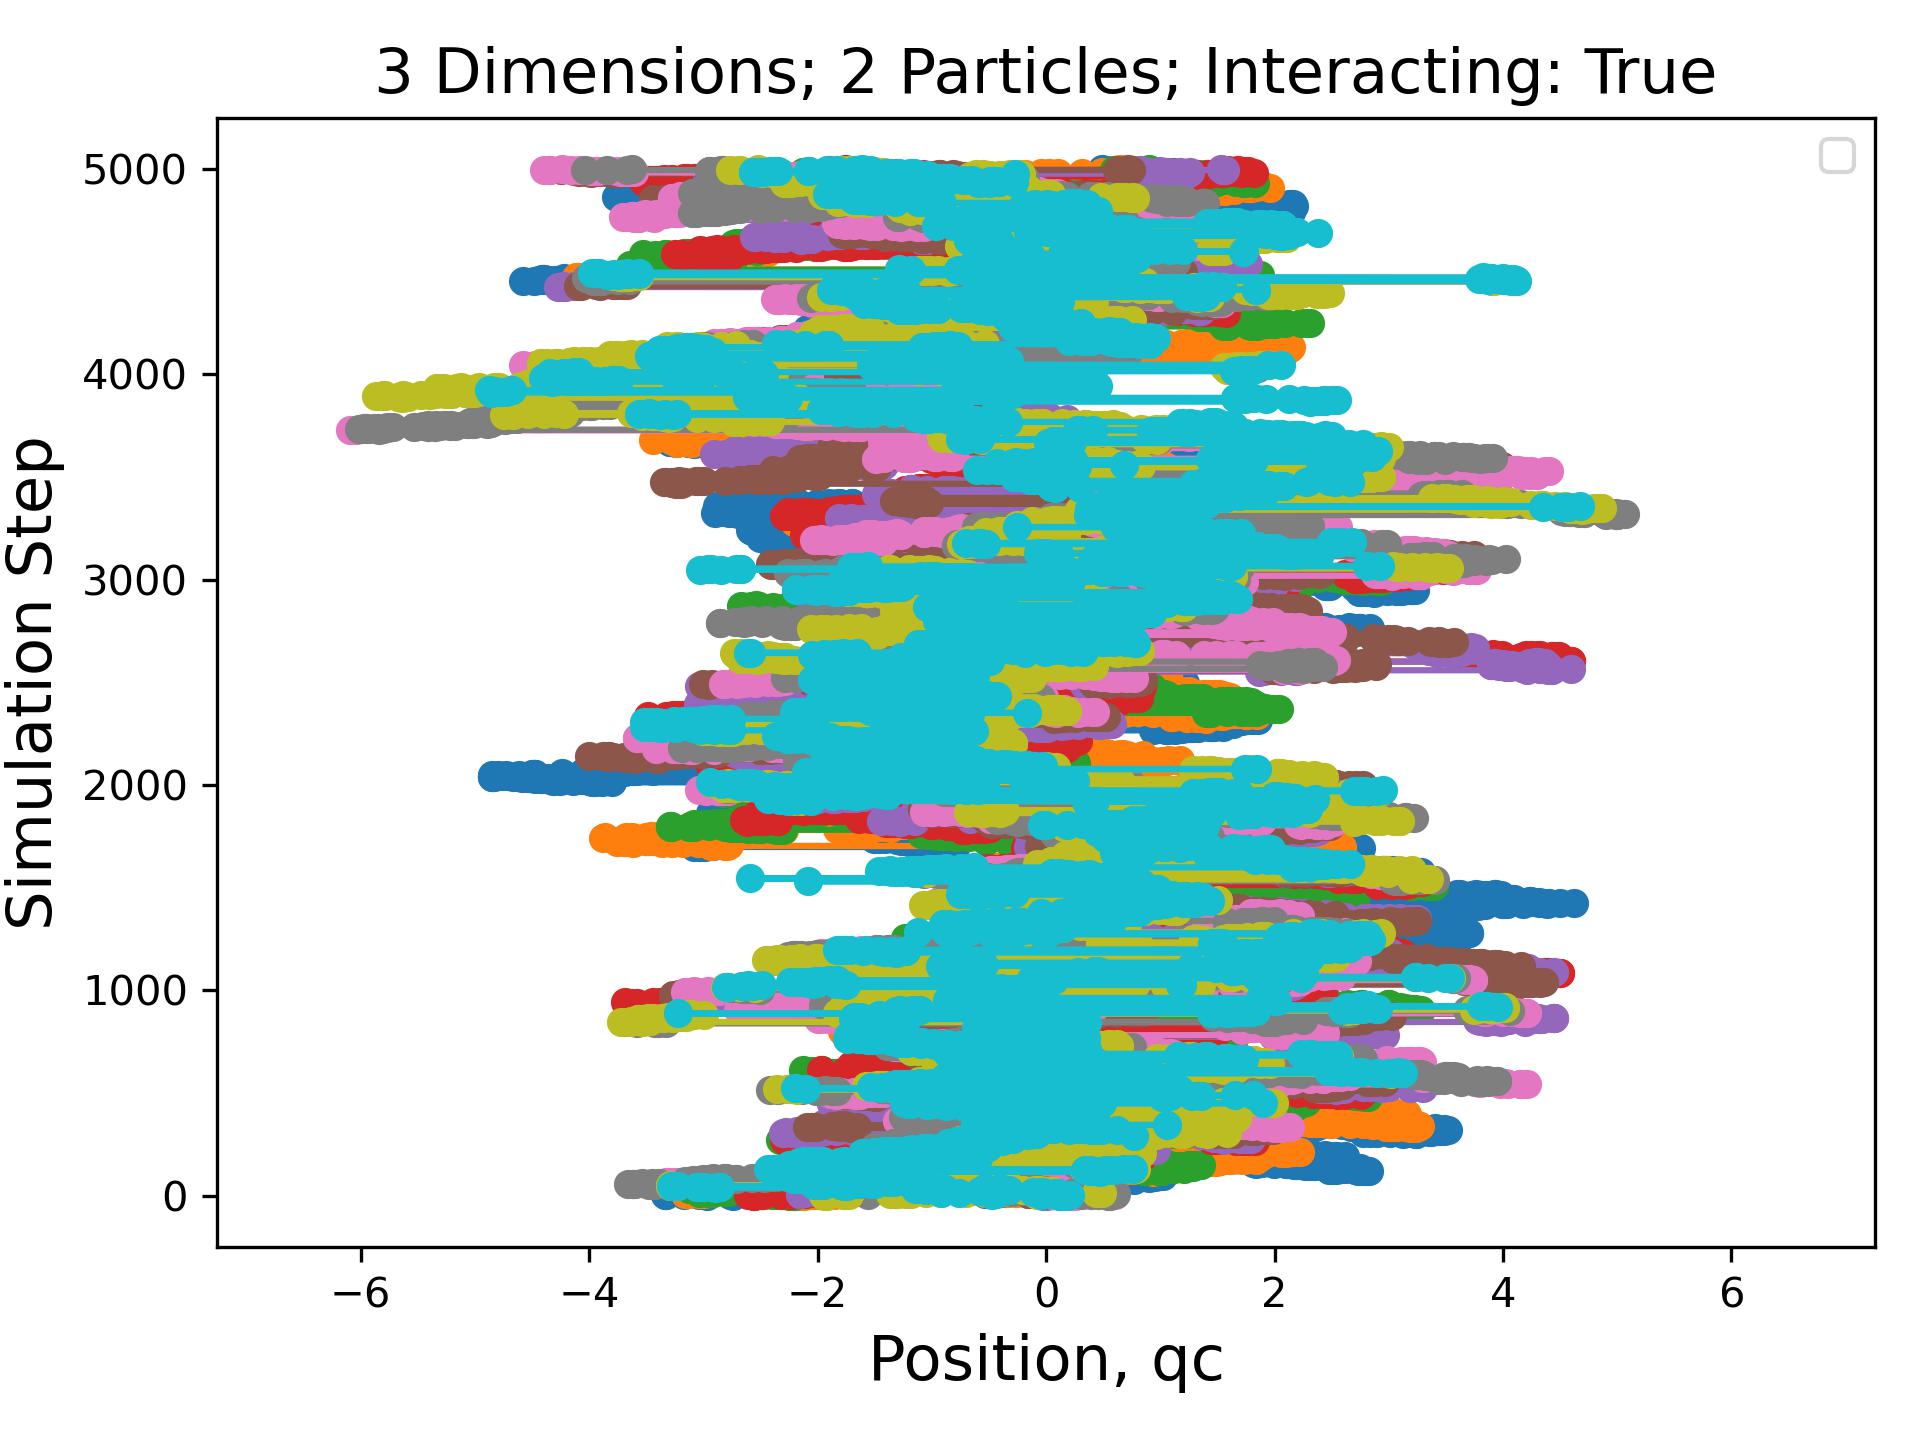 3 Dimensions; 2 Particles; Interacting: True
5000
4000
3000
2000
1000
0
Simulation Step
−6 −4 −2 0 2 4 6
Position, qc